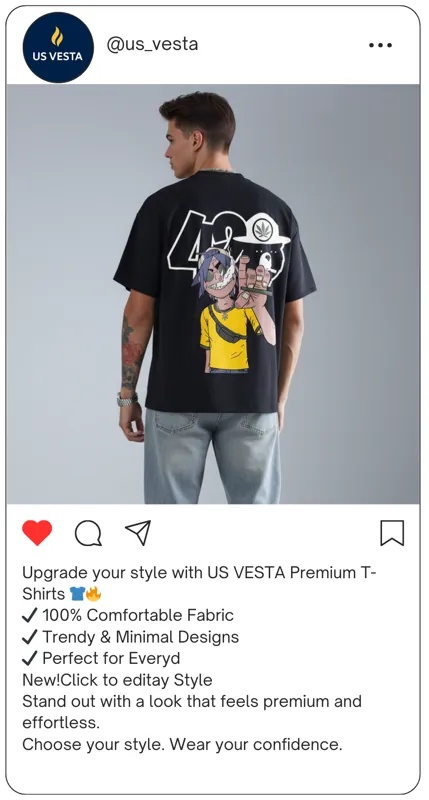 US VESTA
@us_vesta
420
Upgrade your style with US VESTA Premium T-
Shirts 👕🔥
✓ 100% Comfortable Fabric
✓ Trendy & Minimal Designs
✓ Perfect for Everyd
New!Click to editay Style
Stand out with a look that feels premium and
effortless.
Choose your style. Wear your confidence.